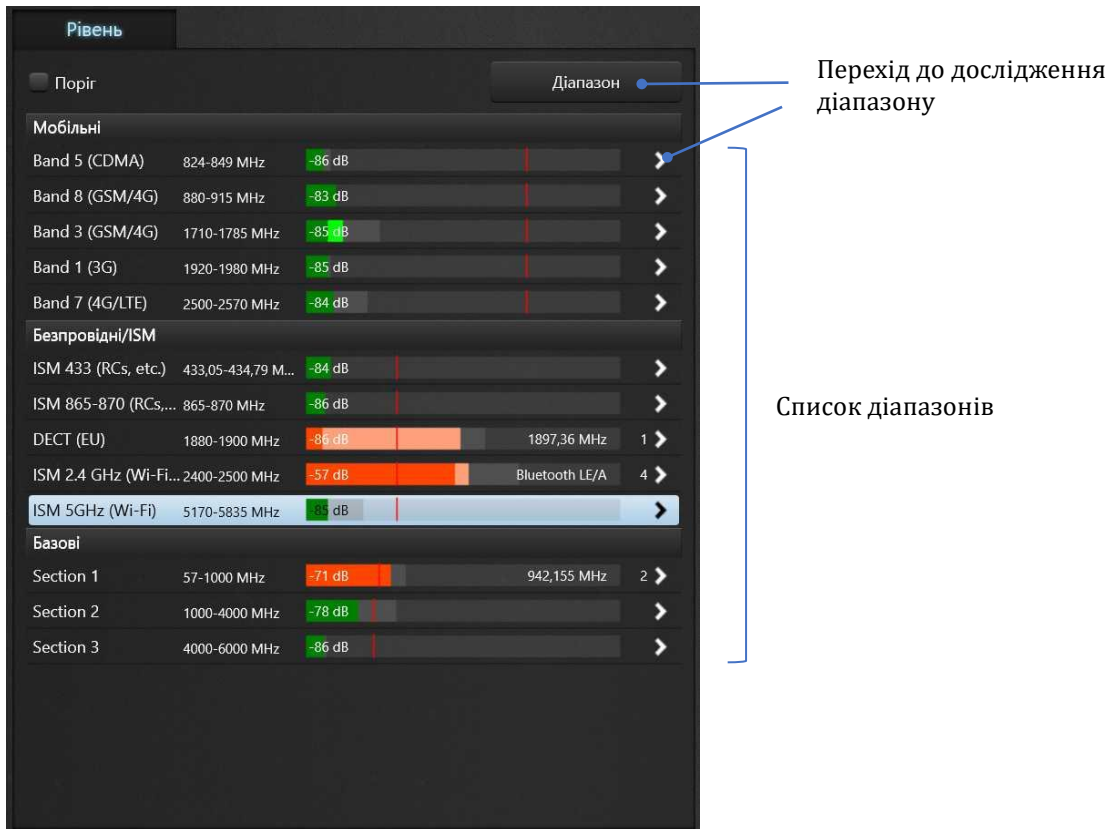 Рівень
Поріг
Діапазон
Перехід до дослідження
діапазону
Мобільні
Band 5 (CDMA) 824-849 MHz -86 dB
Band 8 (GSM/4G) 880-915 MHz -83 dB
Band 3 (GSM/4G) 1710-1785 MHz -85 dB
Band 1 (3G) 1920-1980 MHz -85 dB
Band 7 (4G/LTE) 2500-2570 MHz -84 dB
Безпровідні/ISM
ISM 433 (RCs, etc.) 433,05-434,79 M... -84 dB
ISM 865-870 (RCs,... 865-870 MHz -86 dB
Список діапазонів
DECT (EU) 1880-1900 MHz -86 dB 1897,36 MHz 1
ISM 2.4 GHz (Wi-Fi... 2400-2500 MHz -57 dB Bluetooth LE/A 4
ISM 5GHz (Wi-Fi) 5170-5835 MHz -85 dB
Базові
Section 1 57-1000 MHz -71 dB 942,155 MHz 2
Section 2 1000-4000 MHz -78 dB
Section 3 4000-6000 MHz -86 dB